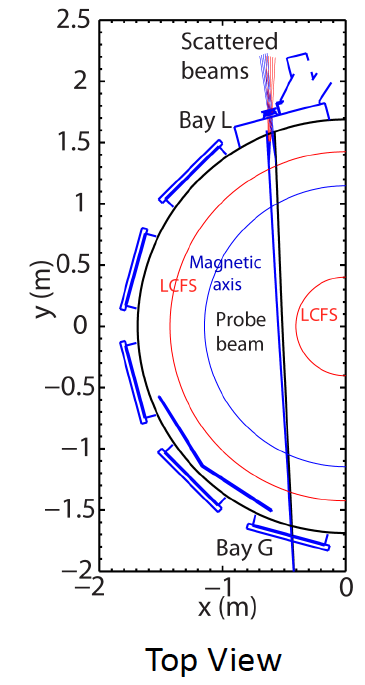 2.5
Scattered
beams
2
Bay L
1.5
1
0.5
Magnetic
axis
LCFS
LCFS
Probe
beam
0
y (m)
−0.5
−1
−1.5
Bay G
−2
−2
−1
0
x (m)
Top View